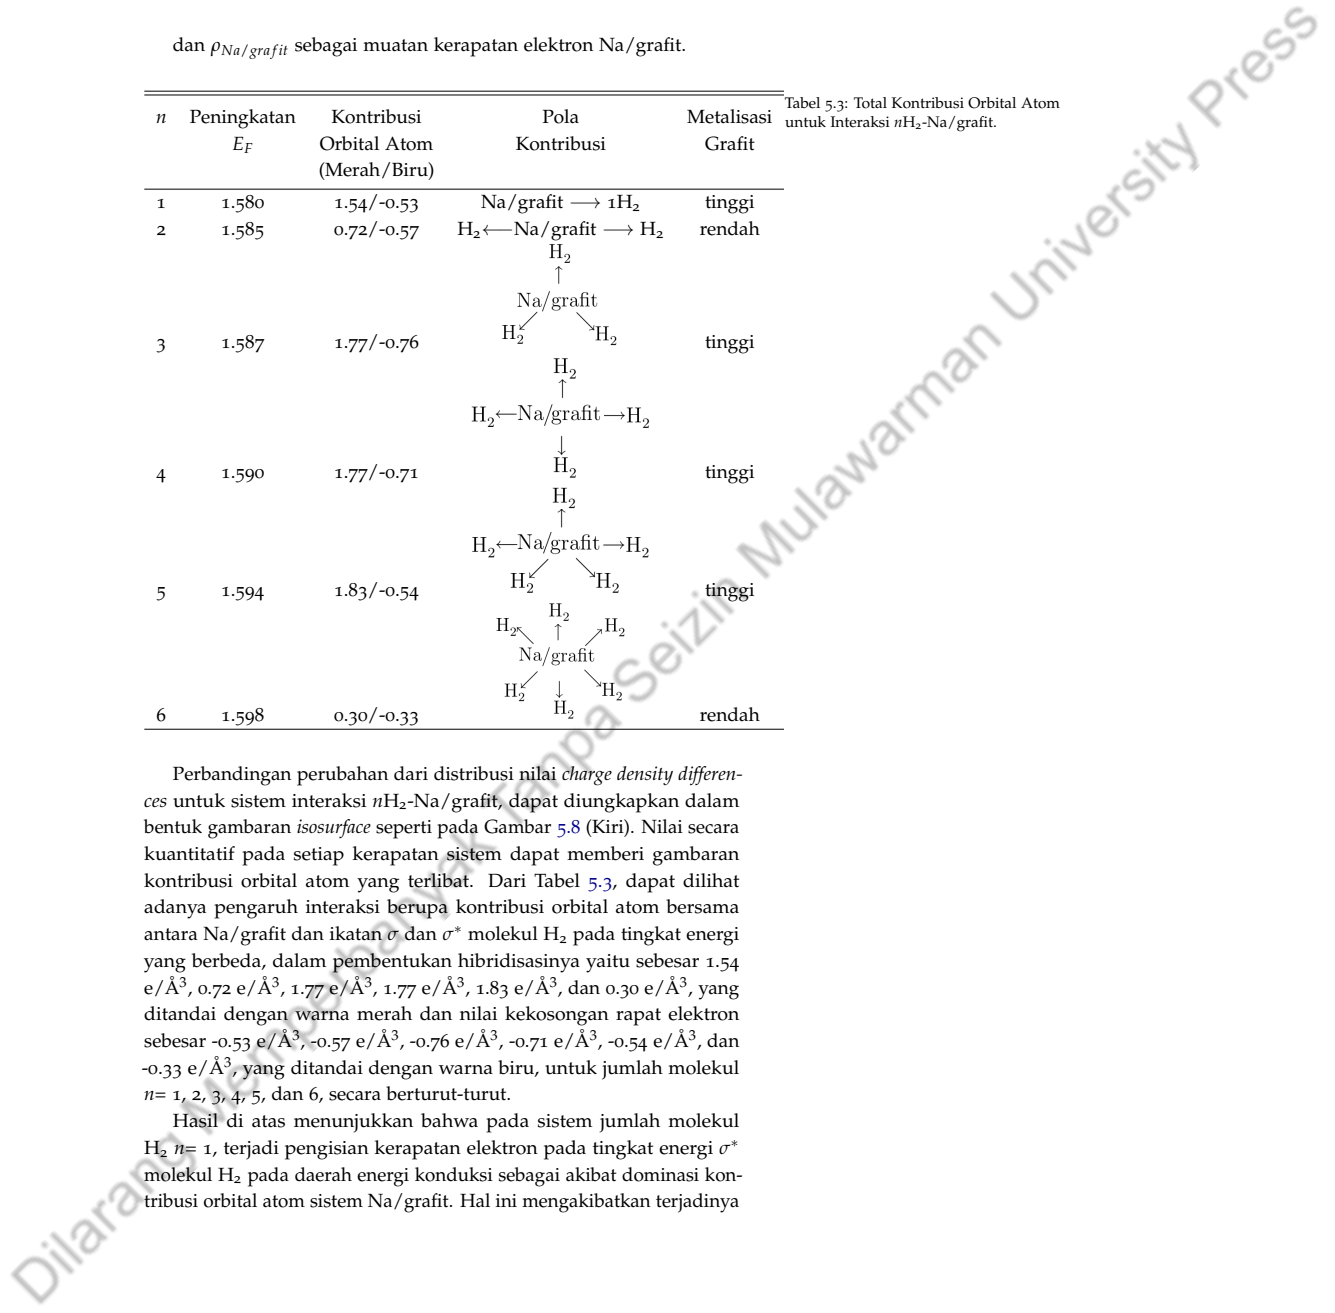 dan ρNa/grafit sebagai muatan kerapatan elektron Na/grafit.
Tabel 5.3: Total Kontribusi Orbital Atom
untuk Interaksi nH₂-Na/grafit.
n Peningkatan Kontribusi Pola Metalisasi
EF Orbital Atom Kontribusi Grafit
(Merah/Biru)
1 1.580 1.54/-0.53 Na/grafit ⟶ 1H₂ tinggi
2 1.585 0.72/-0.57 H₂⟵Na/grafit ⟶ H₂ rendah
H₂
↑
Na/grafit
H₂↙ ↘H₂
3 1.587 1.77/-0.76 tinggi
H₂
↑
H₂←Na/grafit→H₂
↓
H₂
4 1.590 1.77/-0.71 tinggi
H₂
↑
H₂←Na/grafit→H₂
H₂↙ ↘H₂
5 1.594 1.83/-0.54 tinggi
H₂
H₂↖ ↑ ↗H₂
Na/grafit
H₂↙ ↓ ↘H₂
H₂
6 1.598 0.30/-0.33 rendah
Perbandingan perubahan dari distribusi nilai charge density differen-
ces untuk sistem interaksi nH₂-Na/grafit, dapat diungkapkan dalam
bentuk gambaran isosurface seperti pada Gambar 5.8 (Kiri). Nilai secara
kuantitatif pada setiap kerapatan sistem dapat memberi gambaran
kontribusi orbital atom yang terlibat. Dari Tabel 5.3, dapat dilihat
adanya pengaruh interaksi berupa kontribusi orbital atom bersama
antara Na/grafit dan ikatan σ dan σ* molekul H₂ pada tingkat energi
yang berbeda, dalam pembentukan hibridisasinya yaitu sebesar 1.54
e/Å³, 0.72 e/Å³, 1.77 e/Å³, 1.77 e/Å³, 1.83 e/Å³, dan 0.30 e/Å³, yang
ditandai dengan warna merah dan nilai kekosongan rapat elektron
sebesar -0.53 e/Å³, -0.57 e/Å³, -0.76 e/Å³, -0.71 e/Å³, -0.54 e/Å³, dan
-0.33 e/Å³, yang ditandai dengan warna biru, untuk jumlah molekul
n= 1, 2, 3, 4, 5, dan 6, secara berturut-turut.
Hasil di atas menunjukkan bahwa pada sistem jumlah molekul
H₂ n= 1, terjadi pengisian kerapatan elektron pada tingkat energi σ*
molekul H₂ pada daerah energi konduksi sebagai akibat dominasi kon-
tribusi orbital atom sistem Na/grafit. Hal ini mengakibatkan terjadinya
Dilarang Memperbanyak Tanpa Seizin Mulawarman University Press